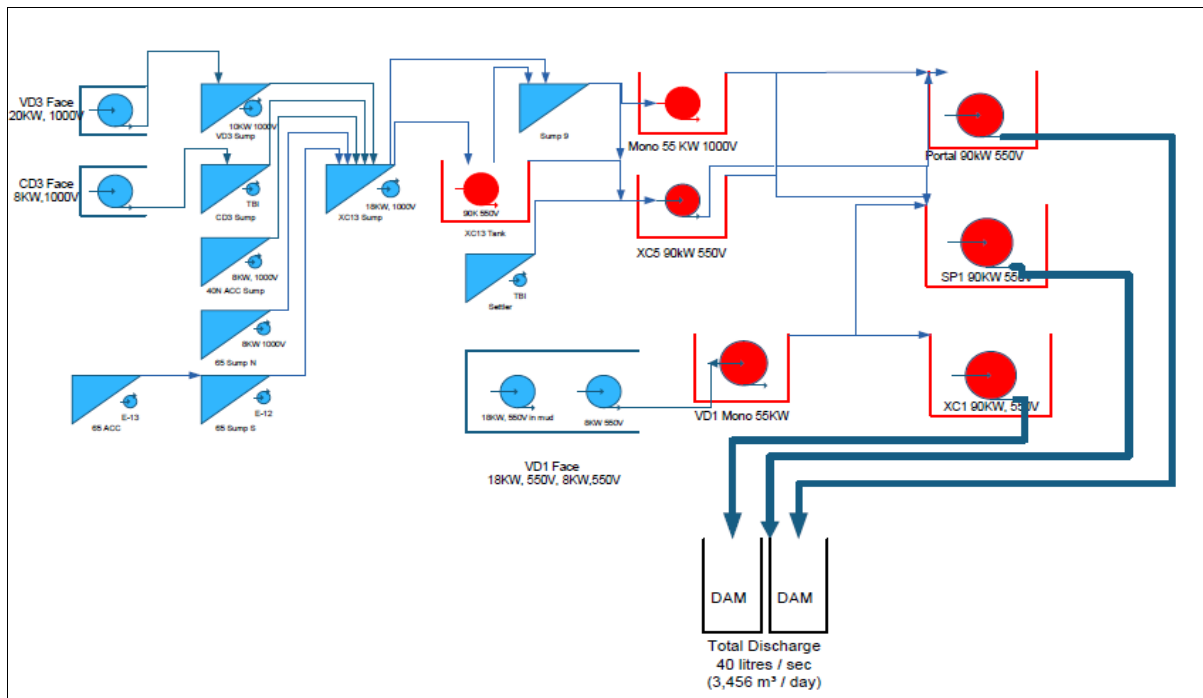 VD3 Face
20KW, 1000V
10KW 1000V
VD3 Sump
Sump 9
Mono 55 KW 1000V
Portal 90kW 550V
CD3 Face
8KW,1000V
TBI
CD3 Sump
18KW, 1000V
XC13 Sump
90K 550V
XC13 Tank
XC5 90kW 550V
8KW, 1000V
40N ACC Sump
TBI
Settler
SP1 90KW 550V
8KW 1000V
65 Sump N
E-13
65 ACC
E-12
65 Sump S
18KW, 550V in mud
8KW 550V
VD1 Mono 55KW
XC1 90KW, 550V
VD1 Face
18KW, 550V, 8KW,550V
DAM
DAM
Total Discharge
40 litres / sec
(3,456 m³ / day)